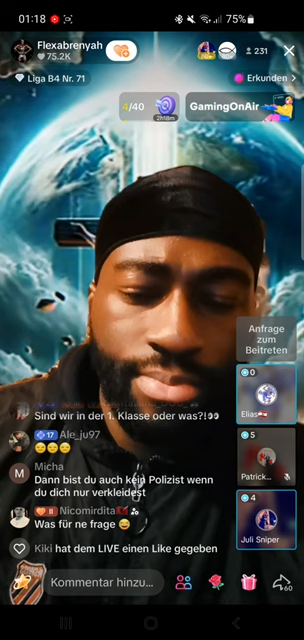 01:18
75%
Flexabrenyah
75.2K
231
Liga B4 Nr. 71
Erkunden >
4/40
2h18m
GamingOnAir
Anfrage
zum
Beitreten
0
Elias
Sind wir in der 1. Klasse oder was?!
17 Ale_ju97
5
Patrick...
M Micha
Dann bist du auch kein Polizist wenn
du dich nur verkleidest
II Nicomirdita
Was für ne frage
4
Juli Sniper
Kiki hat dem LIVE einen Like gegeben
Kommentar hinzu...
60